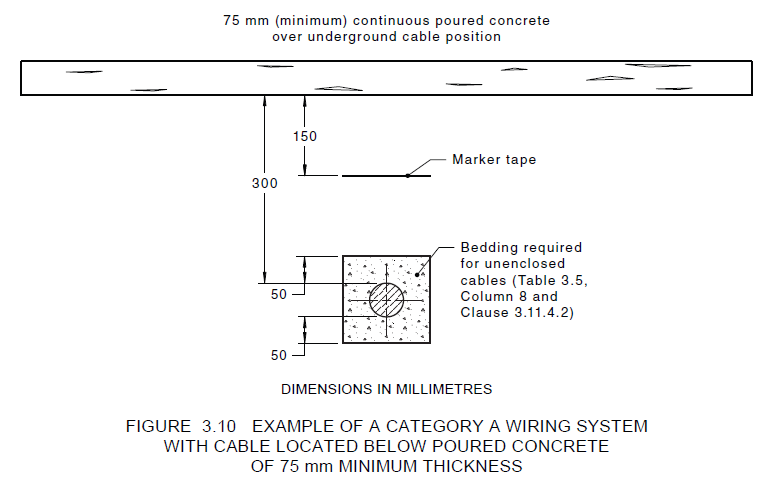 75 mm (minimum) continuous poured concrete
over underground cable position
150
Marker tape
300
Bedding required
for unenclosed
cables (Table 3.5,
Column 8 and
Clause 3.11.4.2)
50
50
DIMENSIONS IN MILLIMETRES
FIGURE 3.10 EXAMPLE OF A CATEGORY A WIRING SYSTEM
WITH CABLE LOCATED BELOW POURED CONCRETE
OF 75 mm MINIMUM THICKNESS